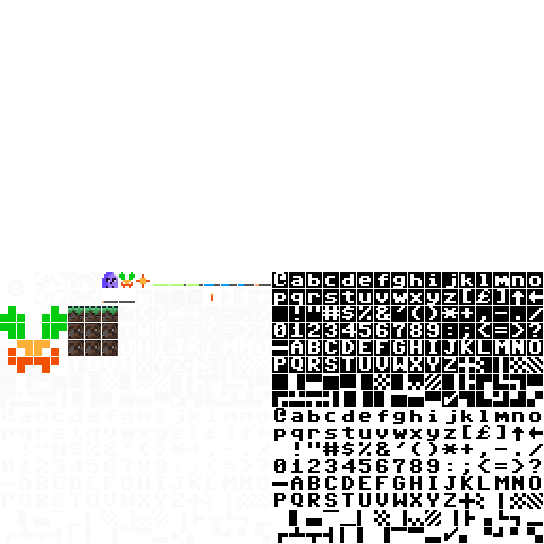 @abcdefghijklmno
pqrstuvwxyz[£]↑←
!"#$%&'()*+,-./
0123456789:;<=>?
─ABCDEFGHIJKLMNO
PQRSTUVWXYZ
@abcdefghijklmno
pqrstuvwxyz[£]↑←
!"#$%&'()*+,-./
0123456789:;<=>?
─ABCDEFGHIJKLMNO
PQRSTUVWXYZ